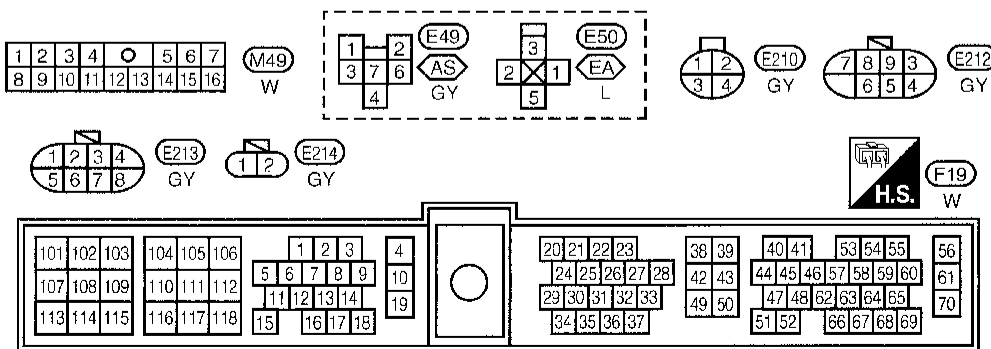 1 2 3 4 5 6 7
8 9 10 11 12 13 14 15 16
M49
W
1 2
3 7 6
4
E49
AS
GY
3
2 1
5
E50
EA
L
1 2
3 4
E210
GY
7 8 9 3
6 5 4
E212
GY
1 2 3 4
5 6 7 8
E213
GY
1 2
E214
GY
H.S.
F19
W
101 102 103 104 105 106
107 108 109 110 111 112
113 114 115 116 117 118
1 2 3
5 6 7 8 9
11 12 13 14
15 16 17 18
4
10
19
20 21 22 23
24 25 26 27 28
29 30 31 32 33
34 35 36 37
38 39
42 43
49 50
40 41 53 54 55
44 45 46 57 58 59 60
47 48 62 63 64 65
51 52 66 67 68 69
56
61
70